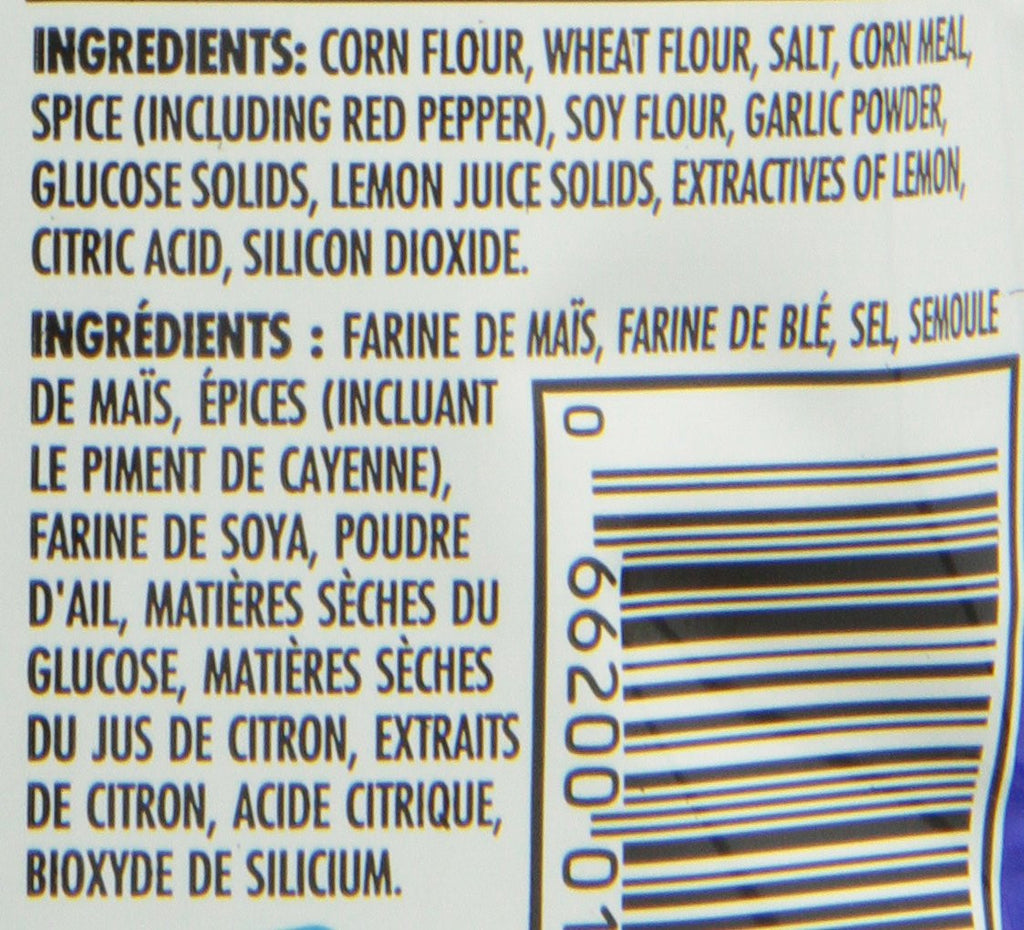 INGREDIENTS: CORN FLOUR, WHEAT FLOUR, SALT, CORN MEAL,
SPICE (INCLUDING RED PEPPER), SOY FLOUR, GARLIC POWDER,
GLUCOSE SOLIDS, LEMON JUICE SOLIDS, EXTRACTIVES OF LEMON,
CITRIC ACID, SILICON DIOXIDE.
INGRÉDIENTS : FARINE DE MAÏS, FARINE DE BLÉ, SEL, SEMOULE
DE MAÏS, ÉPICES (INCLUANT
LE PIMENT DE CAYENNE),
FARINE DE SOYA, POUDRE
D'AIL, MATIÈRES SÈCHES DU
GLUCOSE, MATIÈRES SÈCHES
DU JUS DE CITRON, EXTRAITS
DE CITRON, ACIDE CITRIQUE,
BIOXYDE DE SILICIUM.
0 66200 01